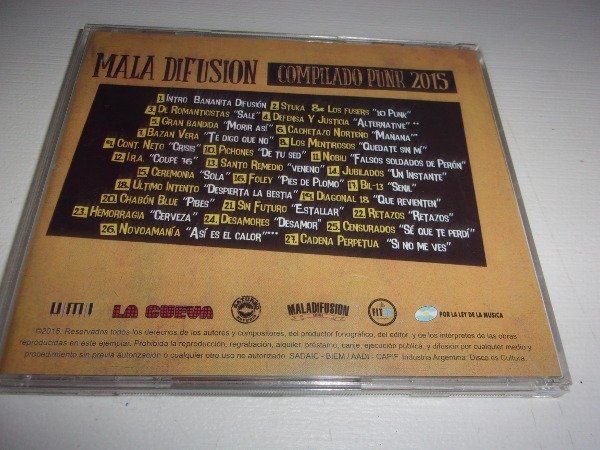 MALA DIFUSION COMPILADO PUNK 2015
1. INTRO BANANITA DIFUSIÓN 2. STUKA & LOS FUSERS "10 PUNK"
3. DE ROMANTICISTAS "SALE" 4. DEFENSA Y JUSTICIA "ALTERNATIVE" **
5. GRAN BANDIDA "MORIR ASÍ" 6. CACHETAZO NORTEÑO "MAÑANA"
7. BAZAN VERA "TE DIGO QUE NO" 8. LOS MENTIROSOS "QUEDATE SIN MÍ"
9. CONT. NETO "CRISIS" 10. PICHONES "DE TU SED" 11. NOBIU "FALSOS SOLDADOS DE PERÓN"
12. I.R.A. "COUPE 76" 13. SANTO REMEDIO "VENENO" 14. JUBILADOS "UN INSTANTE"
15. CEREMONIA "SOLA" 16. FOLEY "PIES DE PLOMO" 17. BIL-13 "SENIL"
18. ULTIMO INTENTO "DESPIERTA LA BESTIA" 19. DIAGONAL 18 "QUE REVIENTEN"
20. CHABÓN BLUE "PIBES" 21. SIN FUTURO "ESTALLAR" 22. RETAZOS "RETAZOS"
23. HEMORRAGIA "CERVEZA" 24. DESAMORES "DESAMOR" 25. CENSURADOS "SÉ QUE TE PERDÍ"
26. NOVOAMANÍA "ASÍ ES EL CALOR"*** 27. CADENA PERPETUA "SI NO ME VES"
UMI LA CUEVA MALADIFUSION FIT POR LA LEY DE LA MUSICA
©2015. Reservados todos los derechos de los autores y compositores, del productor fonográfico, del editor, y de los intérpretes de las obras
reproducidas en este ejemplar. Prohibida la reproducción, regrabación, alquiler, préstamo, canje, ejecución pública, y difusión por cualquier medio y
procedimiento sin previa autorización o cualquier otro uso no autorizado. SADAIC - BIEM / AADI - CAPIF. Industria Argentina. Disco es Cultura.